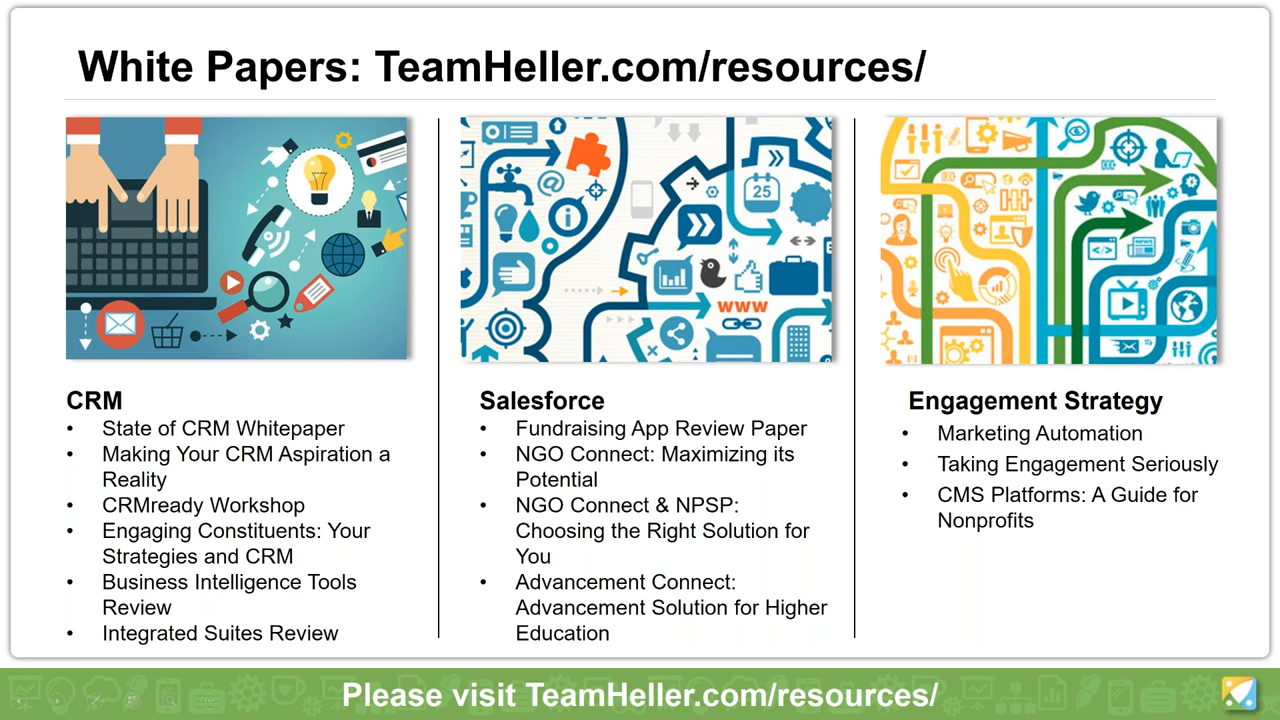 White Papers: TeamHeller.com/resources/
25
WWW
NEWS
CRM
• State of CRM Whitepaper
• Making Your CRM Aspiration a
Reality
• CRMready Workshop
• Engaging Constituents: Your
Strategies and CRM
• Business Intelligence Tools
Review
• Integrated Suites Review
Salesforce
• Fundraising App Review Paper
• NGO Connect: Maximizing its
Potential
• NGO Connect & NPSP:
Choosing the Right Solution for
You
• Advancement Connect:
Advancement Solution for Higher
Education
Engagement Strategy
• Marketing Automation
• Taking Engagement Seriously
• CMS Platforms: A Guide for
Nonprofits
Please visit TeamHeller.com/resources/